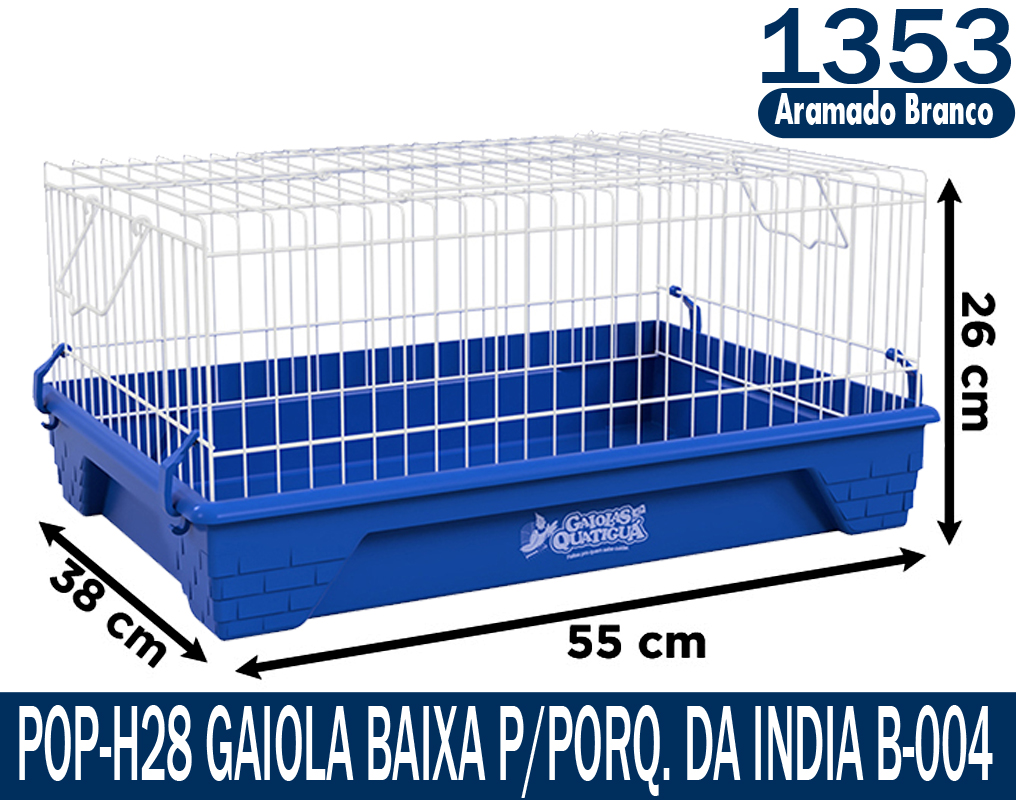 1353
Aramado Branco
26 cm
GAIOLAS
QUATIGUÁ
38 cm
55 cm
POP-H28 GAIOLA BAIXA P/PORQ. DA INDIA B-004